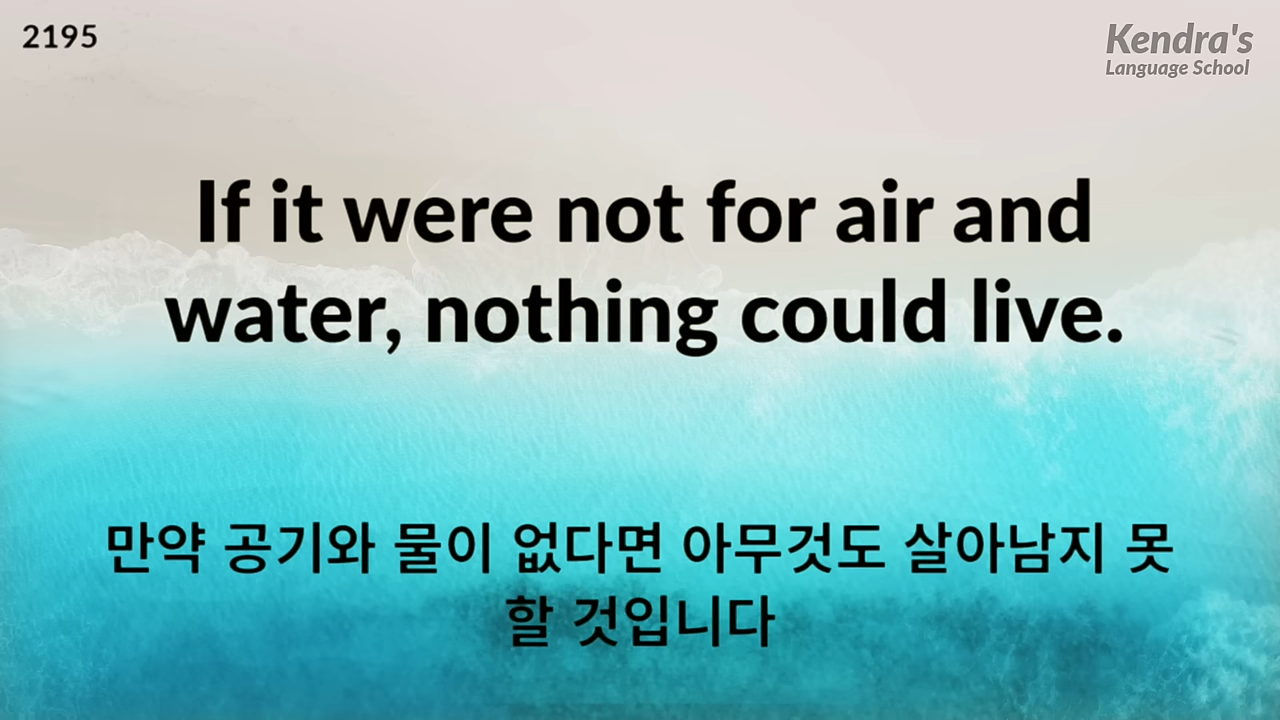 2195
Kendra's
Language School
If it were not for air and
water, nothing could live.
만약 공기와 물이 없다면 아무것도 살아남지 못
할 것입니다